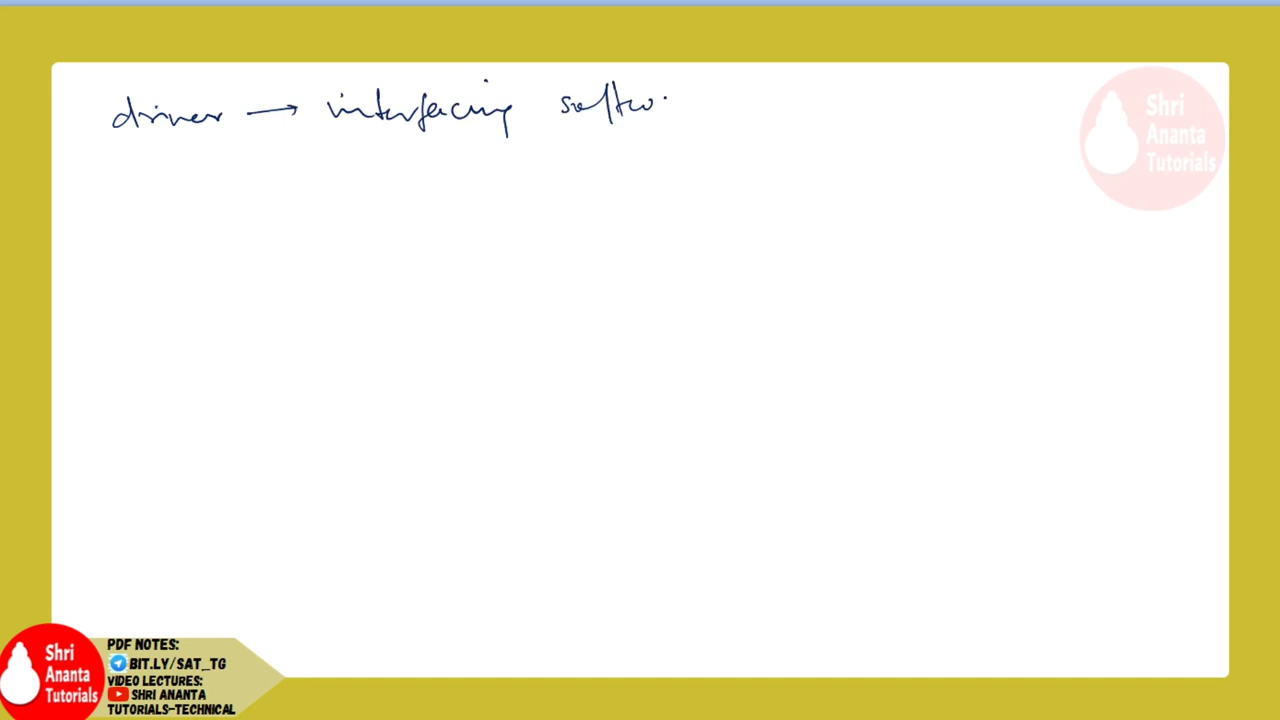 driver → interfacing softw.
Shri
Ananta
Tutorials
Shri
Ananta
Tutorials
PDF NOTES:
BIT.LY/SAT_TG
VIDEO LECTURES:
SHRI ANANTA
TUTORIALS-TECHNICAL